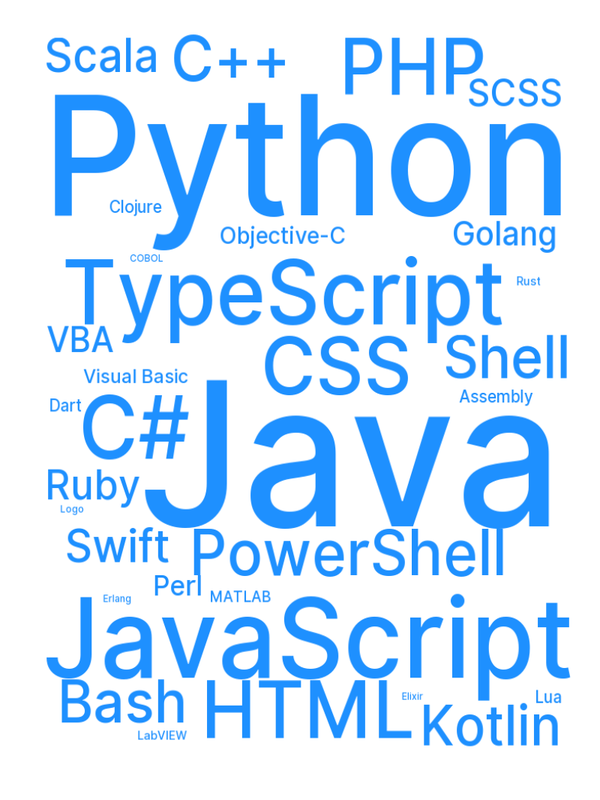 Scala C++ PHP
SCSS
Python
Clojure
Objective-C Golang
COBOL
TypeScript Rust
VBA
CSS Shell
Visual Basic
Assembly
Dart C# Java
Ruby
Logo
Swift PowerShell
Perl MATLAB
Erlang
JavaScript
Bash HTML Elixir Lua
Kotlin
LabVIEW